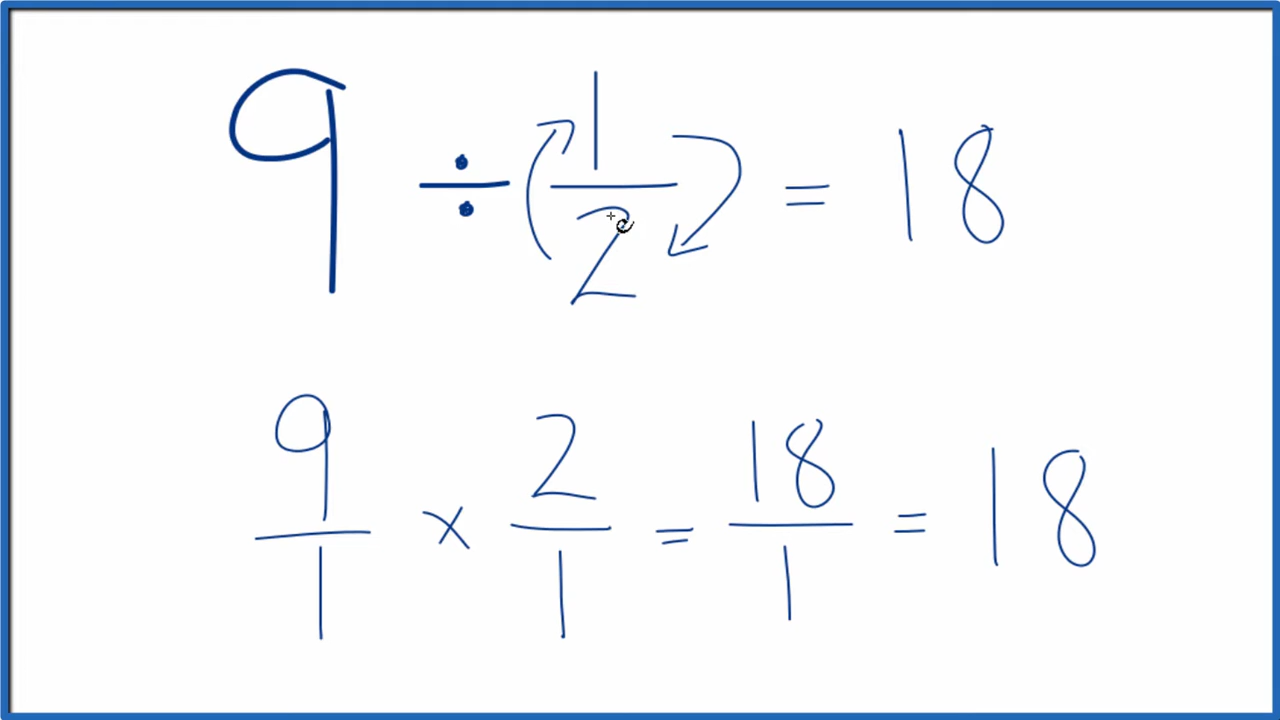 9 ÷ 1/2 = 18
9/1 × 2/1 = 18/1 = 18